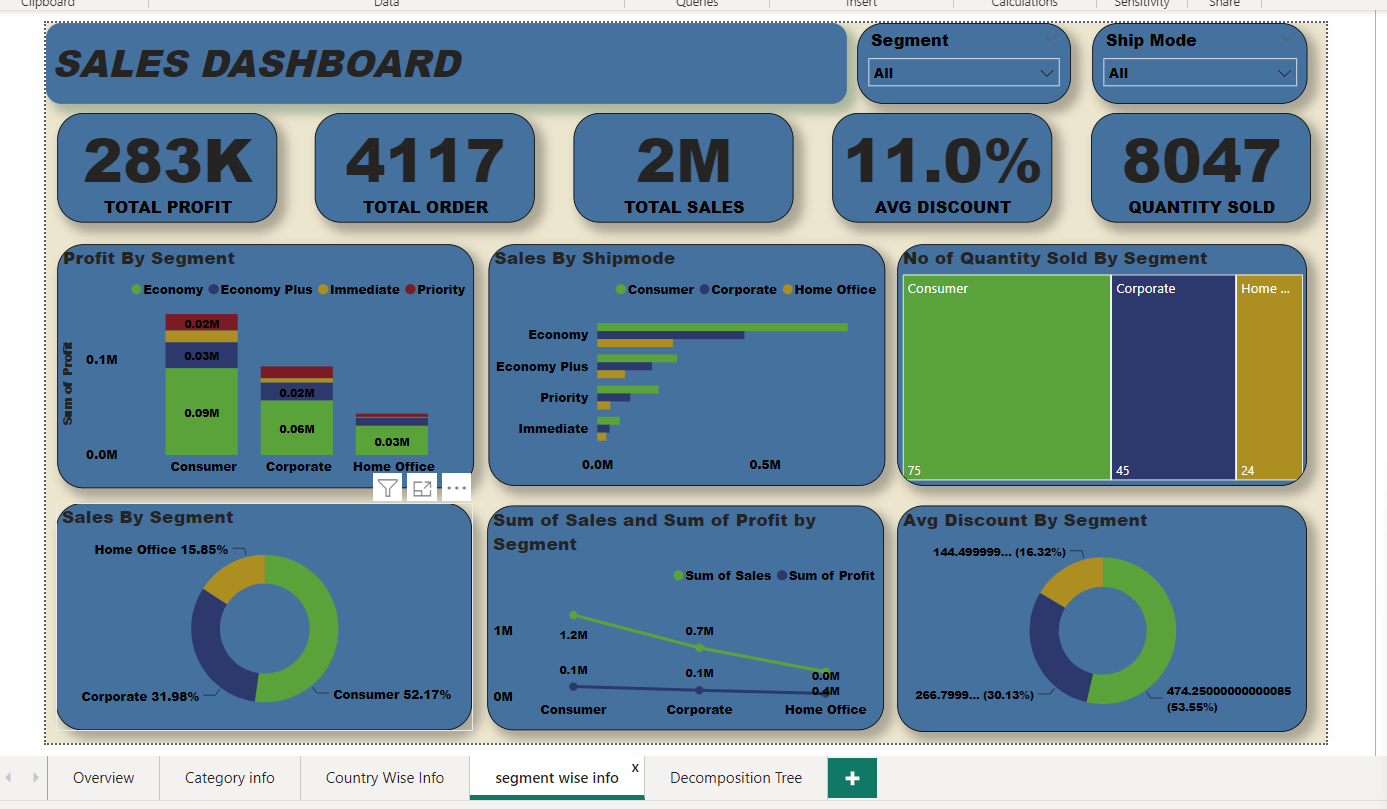 Clipboard
Data
Queries
Insert
Calculations
Sensitivity
Share
SALES DASHBOARD
Segment
All
Ship Mode
All
283K
TOTAL PROFIT
4117
TOTAL ORDER
2M
TOTAL SALES
11.0%
AVG DISCOUNT
8047
QUANTITY SOLD
Profit By Segment
Economy Economy Plus Immediate Priority
Sum of Profit
0.1M
0.0M
0.02M
0.03M
0.09M
0.02M
0.06M
0.03M
Consumer Corporate Home Office
Sales By Shipmode
Consumer Corporate Home Office
Economy
Economy Plus
Priority
Immediate
0.0M 0.5M
No of Quantity Sold By Segment
Consumer
75
Corporate
45
Home ...
24
Sales By Segment
Home Office 15.85%
Corporate 31.98%
Consumer 52.17%
Sum of Sales and Sum of Profit by
Segment
Sum of Sales Sum of Profit
1M
0M
1.2M
0.7M
0.1M
0.1M
0.0M
0.4M
Consumer Corporate Home Office
Avg Discount By Segment
144.499999... (16.32%)
266.7999... (30.13%)
474.25000000000085
(53.55%)
Overview
Category info
Country Wise Info
segment wise info
x
Decomposition Tree
+